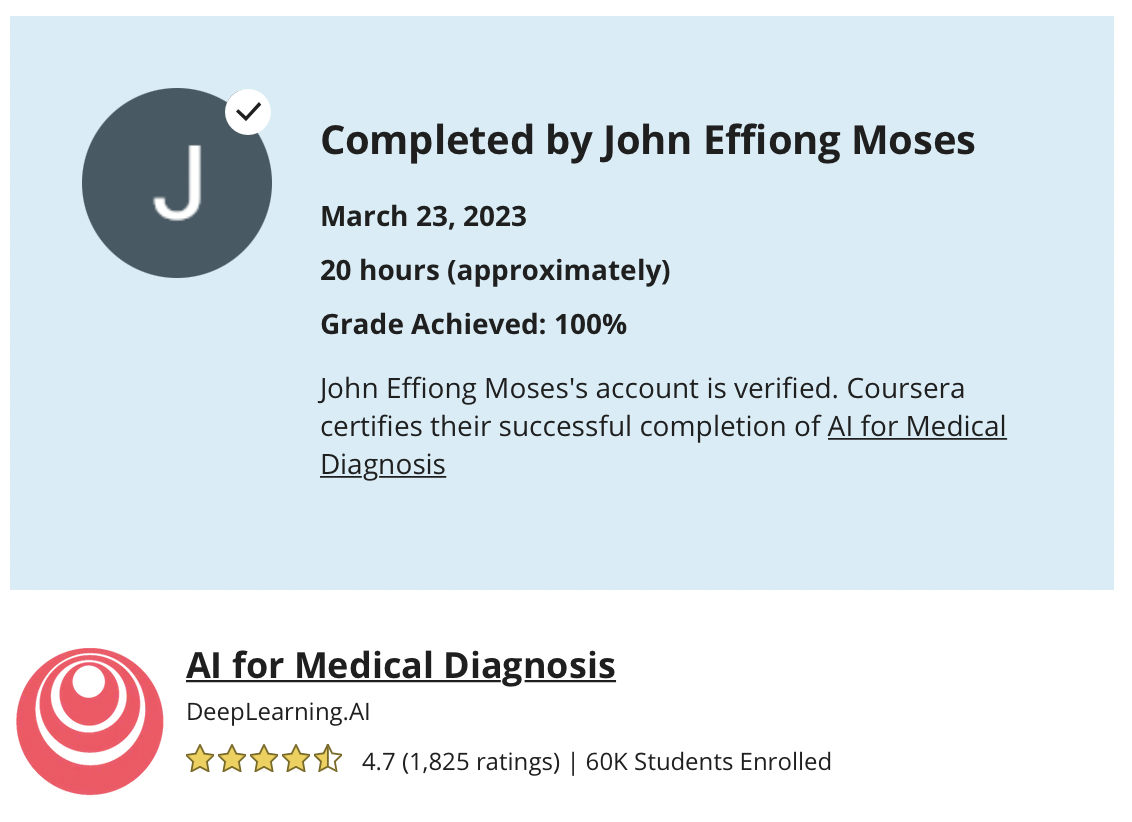 J
Completed by John Effiong Moses
March 23, 2023
20 hours (approximately)
Grade Achieved: 100%
John Effiong Moses's account is verified. Coursera
certifies their successful completion of AI for Medical
Diagnosis
AI for Medical Diagnosis
DeepLearning.AI
4.7 (1,825 ratings) | 60K Students Enrolled